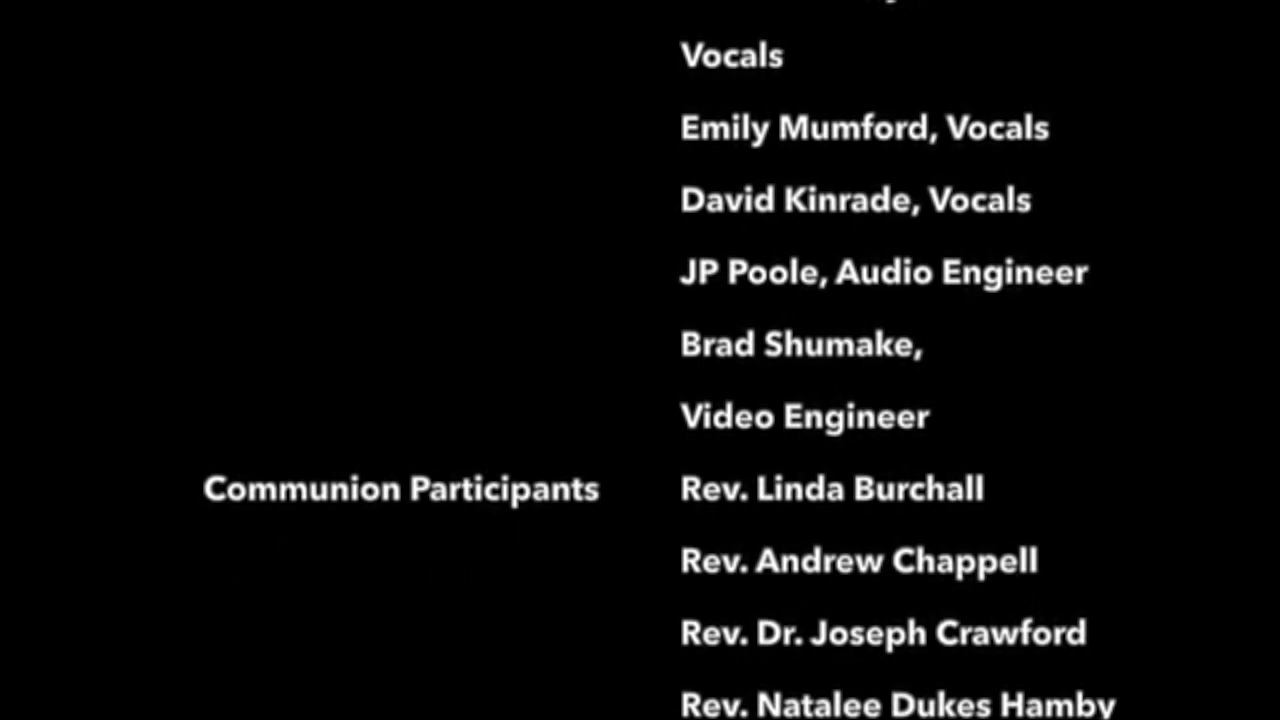 Vocals
Emily Mumford, Vocals
David Kinrade, Vocals
JP Poole, Audio Engineer
Brad Shumake,
Video Engineer
Communion Participants Rev. Linda Burchall
Rev. Andrew Chappell
Rev. Dr. Joseph Crawford
Rev. Natalee Dukes Hamby